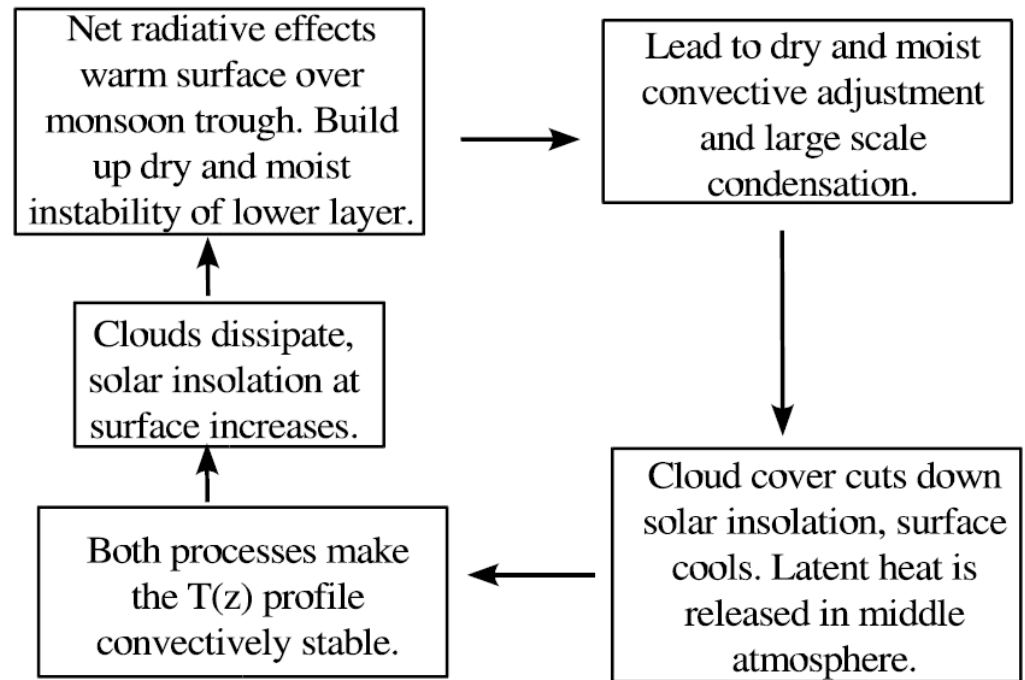 Net radiative effects
warm surface over
monsoon trough. Build
up dry and moist
instability of lower layer.
Lead to dry and moist
convective adjustment
and large scale
condensation.
Cloud cover cuts down
solar insolation, surface
cools. Latent heat is
released in middle
atmosphere.
Both processes make
the T(z) profile
convectively stable.
Clouds dissipate,
solar insolation at
surface increases.